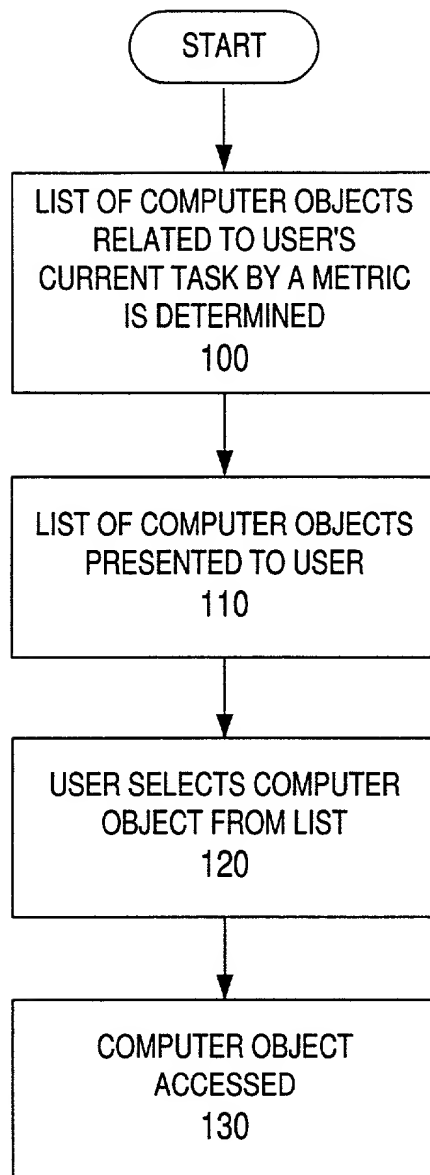 START
LIST OF COMPUTER OBJECTS
RELATED TO USER'S
CURRENT TASK BY A METRIC
IS DETERMINED
100
LIST OF COMPUTER OBJECTS
PRESENTED TO USER
110
USER SELECTS COMPUTER
OBJECT FROM LIST
120
COMPUTER OBJECT
ACCESSED
130